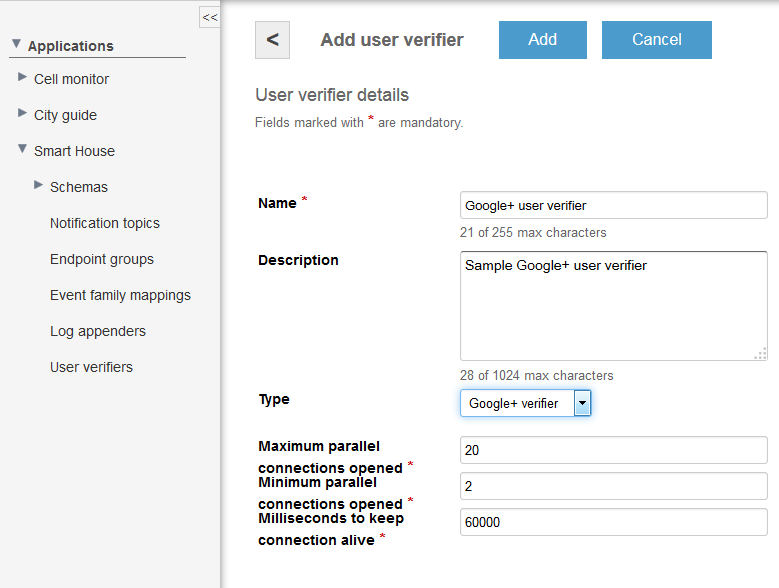 <<
Applications
Cell monitor
City guide
Smart House
Schemas
Notification topics
Endpoint groups
Event family mappings
Log appenders
User verifiers
< Add user verifier Add Cancel
User verifier details
Fields marked with * are mandatory.
Name * Google+ user verifier
21 of 255 max characters
Description Sample Google+ user verifier
28 of 1024 max characters
Type Google+ verifier
Maximum parallel
connections opened * 20
Minimum parallel
connections opened * 2
Milliseconds to keep
connection alive * 60000